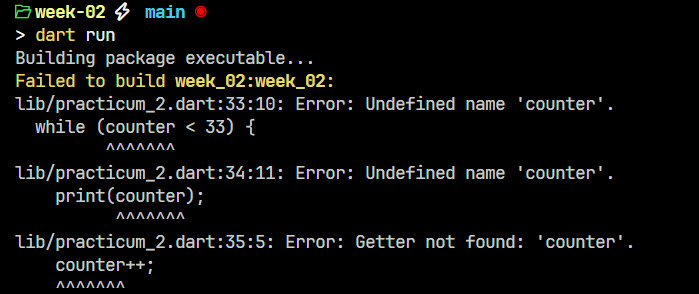 week-02 main
> dart run
Building package executable...
Failed to build week_02:week_02:
lib/practicum_2.dart:33:10: Error: Undefined name 'counter'.
  while (counter < 33) {
         ^^^^^^^
lib/practicum_2.dart:34:11: Error: Undefined name 'counter'.
    print(counter);
          ^^^^^^^
lib/practicum_2.dart:35:5: Error: Getter not found: 'counter'.
    counter++;
    ^^^^^^^